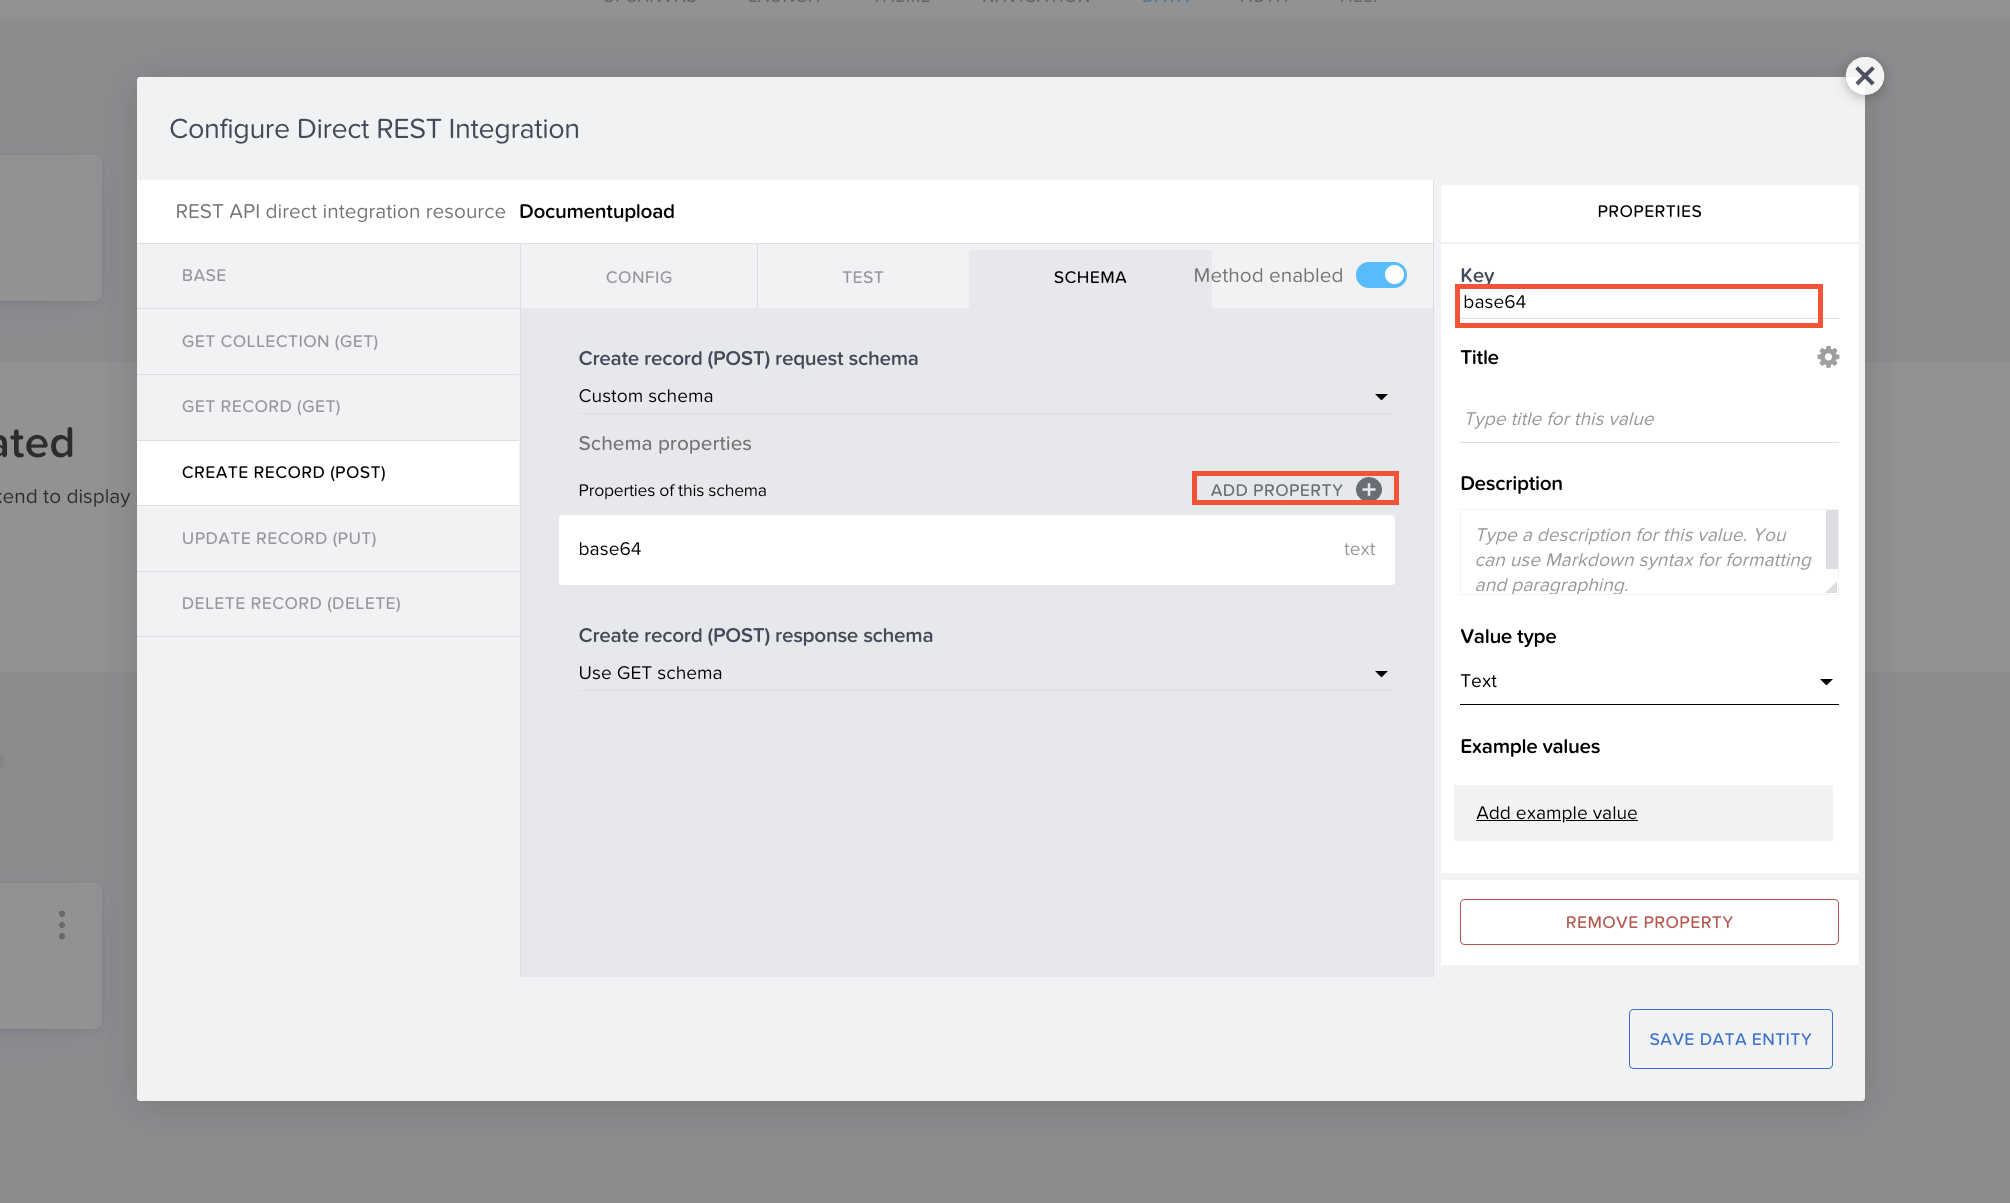 DATA
Configure Direct REST Integration
REST API direct integration resource Documentupload
BASE
GET COLLECTION (GET)
GET RECORD (GET)
CREATE RECORD (POST)
UPDATE RECORD (PUT)
DELETE RECORD (DELETE)
CONFIG
TEST
SCHEMA
Method enabled
Create record (POST) request schema
Custom schema
Schema properties
Properties of this schema
ADD PROPERTY
base64 text
Create record (POST) response schema
Use GET schema
PROPERTIES
Key
base64
Title
Type title for this value
Description
Type a description for this value. You
can use Markdown syntax for formatting
and paragraphing.
Value type
Text
Example values
Add example value
REMOVE PROPERTY
SAVE DATA ENTITY
ated
end to display